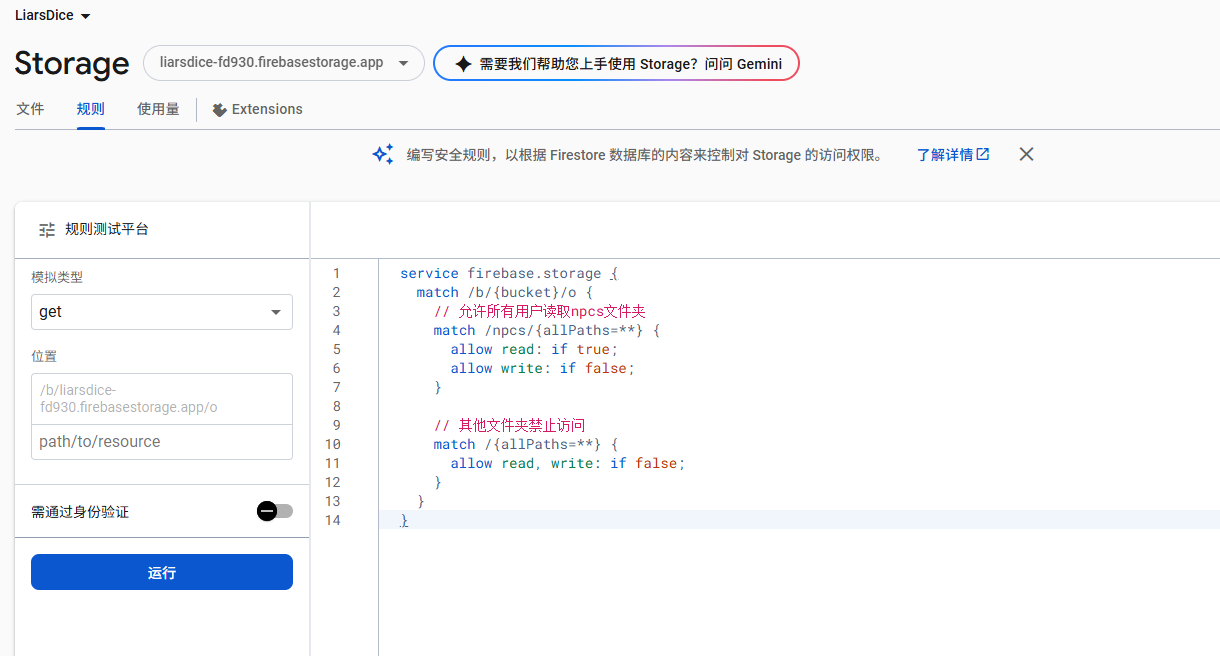 LiarsDice
Storage
liarsdice-fd930.firebasestorage.app
需要我们帮助您上手使用 Storage？问问 Gemini
文件 规则 使用量 Extensions
编写安全规则，以根据 Firestore 数据库的内容来控制对 Storage 的访问权限。 了解详情
规则测试平台
模拟类型
get
位置
/b/liarsdice-
fd930.firebasestorage.app/o
path/to/resource
需通过身份验证
运行
1 service firebase.storage {
2 match /b/{bucket}/o {
3 // 允许所有用户读取npcs文件夹
4 match /npcs/{allPaths=**} {
5 allow read: if true;
6 allow write: if false;
7 }
8
9 // 其他文件夹禁止访问
10 match /{allPaths=**} {
11 allow read, write: if false;
12 }
13 }
14 }